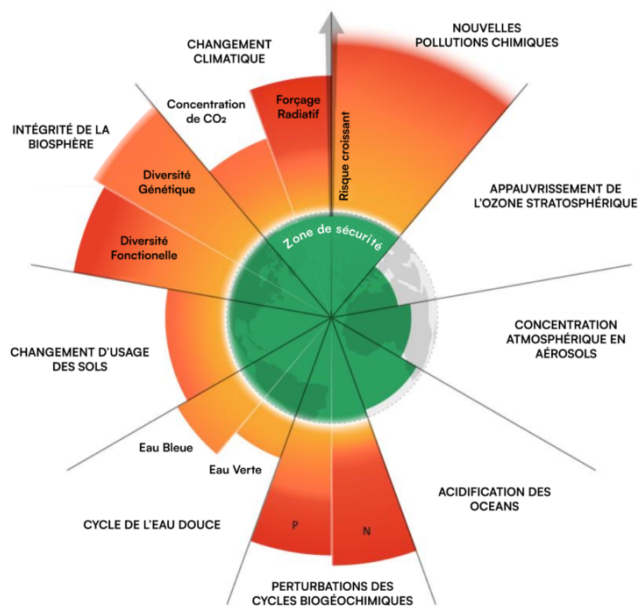 NOUVELLES
POLLUTIONS CHIMIQUES
CHANGEMENT
CLIMATIQUE
Concentration
de CO₂
Forçage
Radiatif
Risque croissant
INTÉGRITÉ DE LA
BIOSPHÈRE
Diversité
Génétique
Diversité
Fonctionelle
Zone de sécurité
APPAUVRISSEMENT DE
L'OZONE STRATOSPHÉRIQUE
CONCENTRATION
ATMOSPHÉRIQUE EN
AÉROSOLS
CHANGEMENT D'USAGE
DES SOLS
Eau Bleue
Eau Verte
ACIDIFICATION DES
OCEANS
CYCLE DE L'EAU DOUCE
P
N
PERTURBATIONS DES
CYCLES BIOGÉOCHIMIQUES